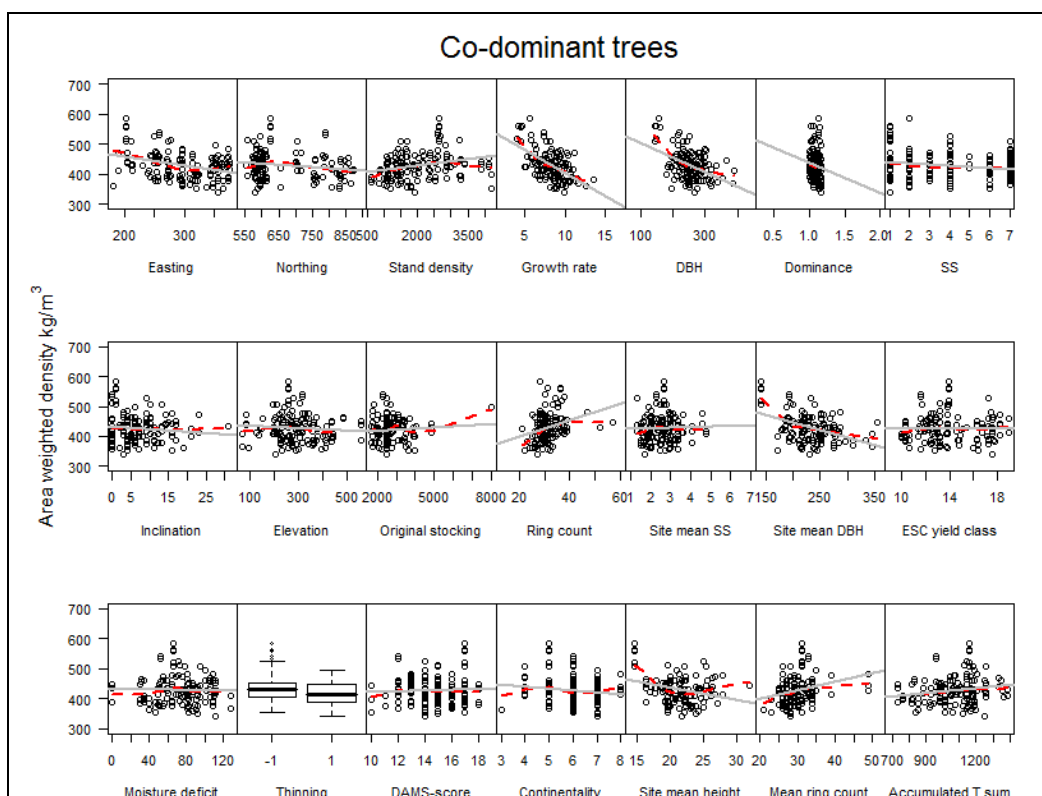 Co-dominant trees
Area weighted density kg/m³
700
600
500
400
300
200 300
550 650 750 850
500 2000 3500
5 10 15
100 300
0.5 1.0 1.5 2.0
1 2 3 4 5 6 7
Easting Northing Stand density Growth rate DBH Dominance SS
700
600
500
400
300
0 5 15 25
100 300 500
2000 5000 8000
20 40 60
1 2 3 4 5 6 7
150 250 350
10 14 18
Inclination Elevation Original stocking Ring count Site mean SS Site mean DBH ESC yield class
700
600
500
400
300
0 40 80 120
-1 1
10 12 14 16 18
3 4 5 6 7 8
15 20 25 30
20 30 40 50
700 900 1200
Moisture deficit Thinning DAMS-score Continentality Site mean height Mean ring count Accumulated T sum